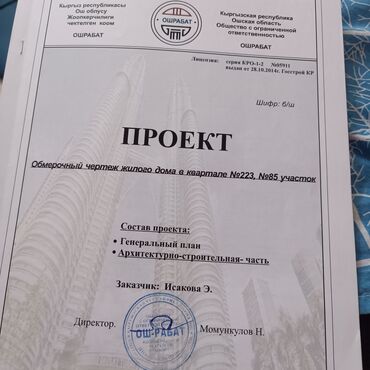 Кыргыз республикасы
Ош облусу
Жоопкерчилиги
чектелген коом
ОШРАБАТ
ОШРАБАТ
Кыргызская республика
Ошская область
Общество с ограниченной
ответственностью
ОШРАБАТ
Лицензия: серия КРО-1-2 №05911
выдан от 28.10.2014г. Госстрой КР
Шифр: б/ш
ПРОЕКТ
Обмерочный чертеж жилого дома в квартале №223, №85 участок
Состав проекта:
• Генеральный план
• Архитектурно-строительная- часть
Заказчик: Исакова Э.
Директор. Момункулов Н.
ОШ-РАБАТ